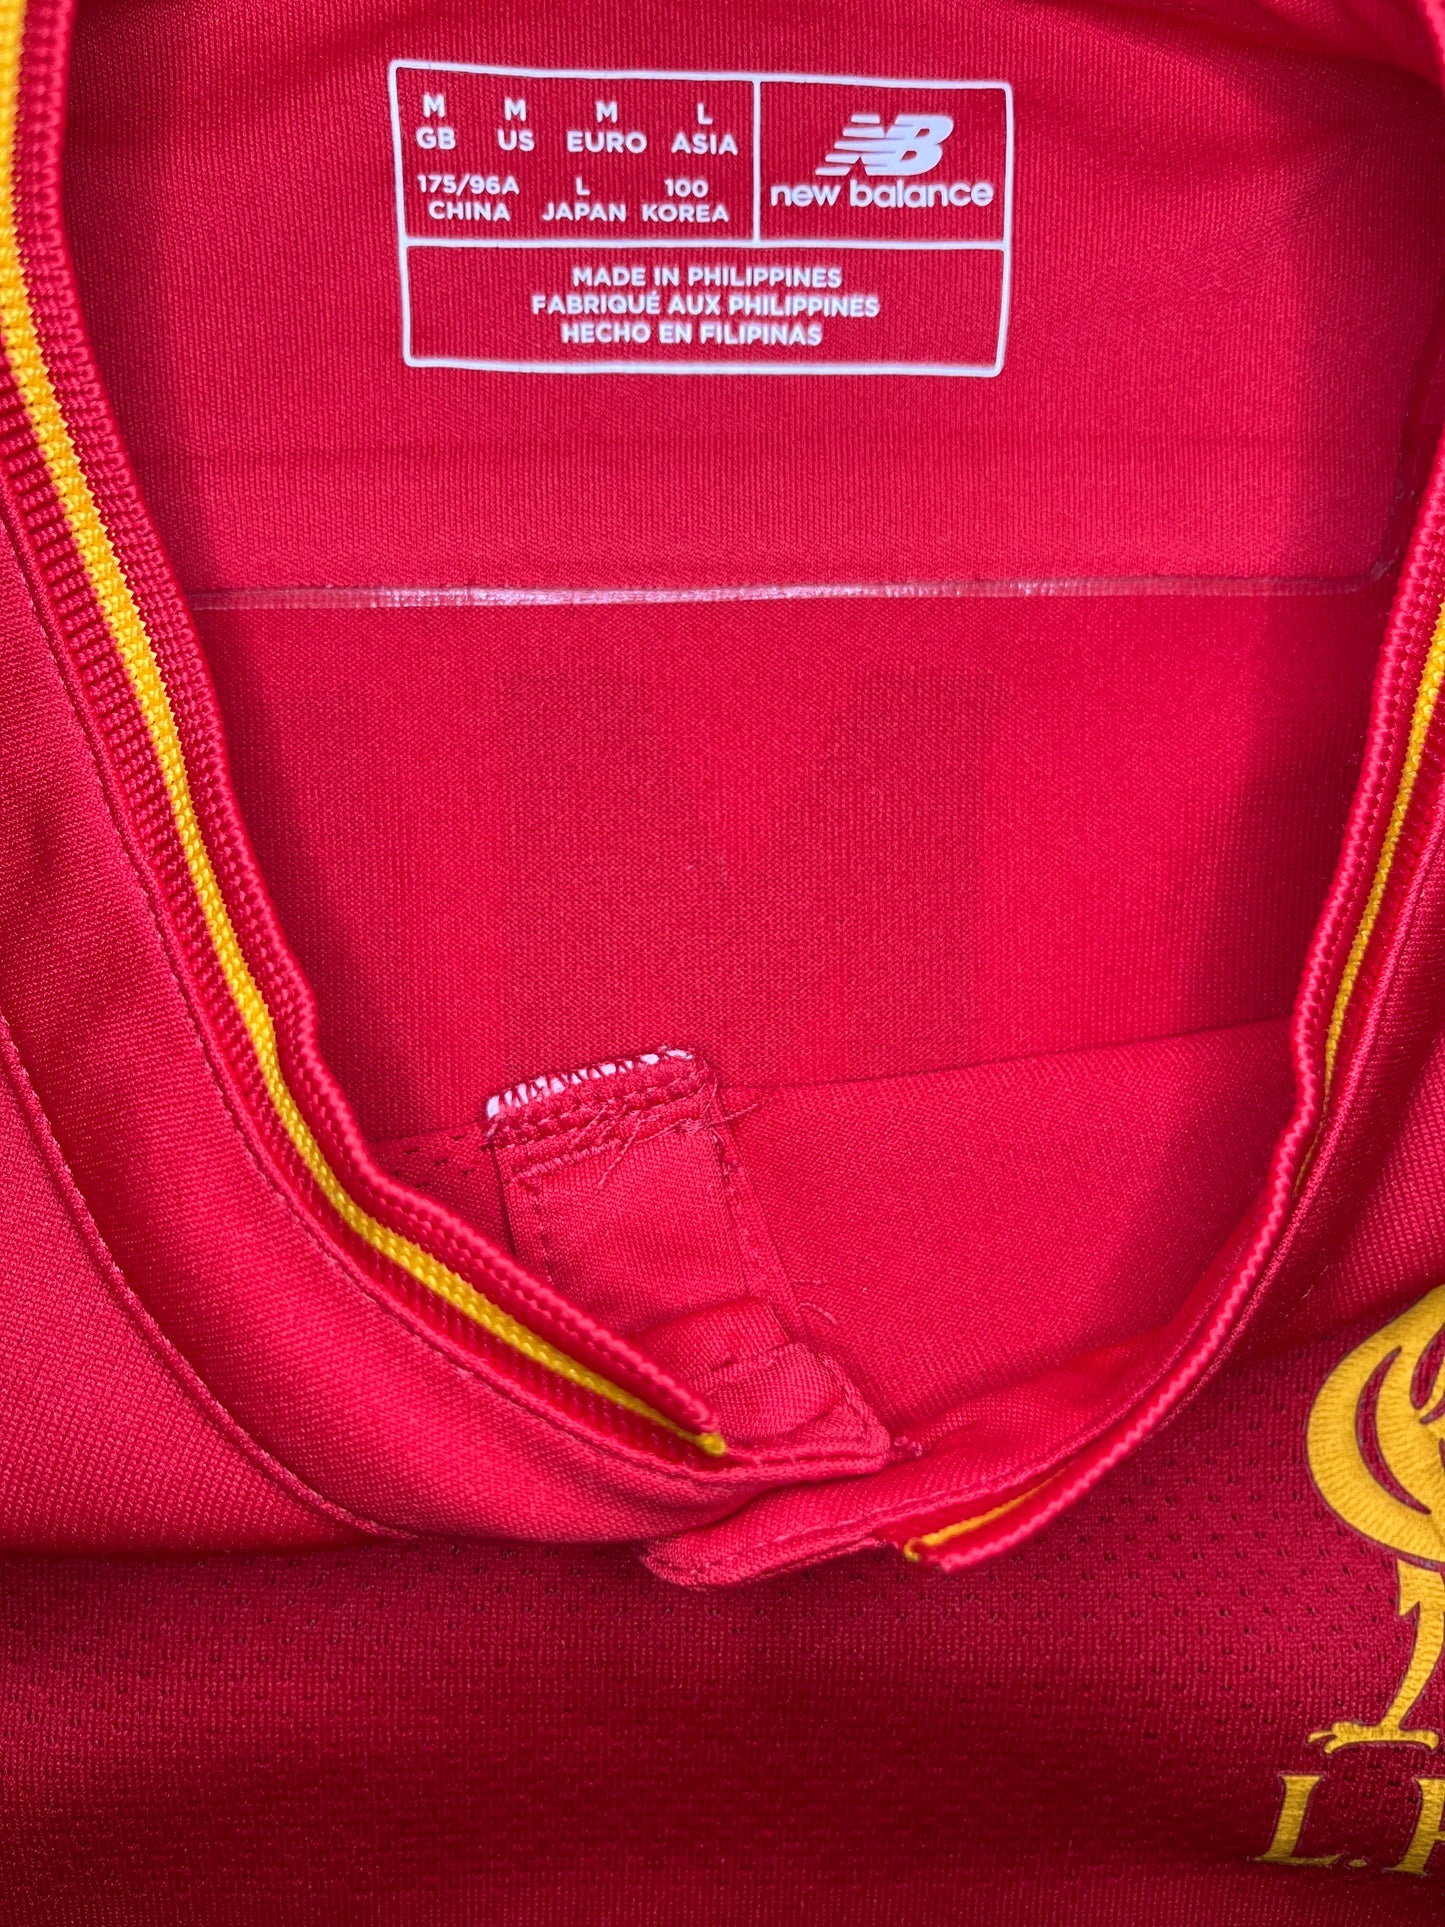 M M M L
GB US EURO ASIA
175/96A L 100
CHINA JAPAN KOREA
NB
new balance
MADE IN PHILIPPINES
FABRIQUÉ AUX PHILIPPINES
HECHO EN FILIPINAS
L.F